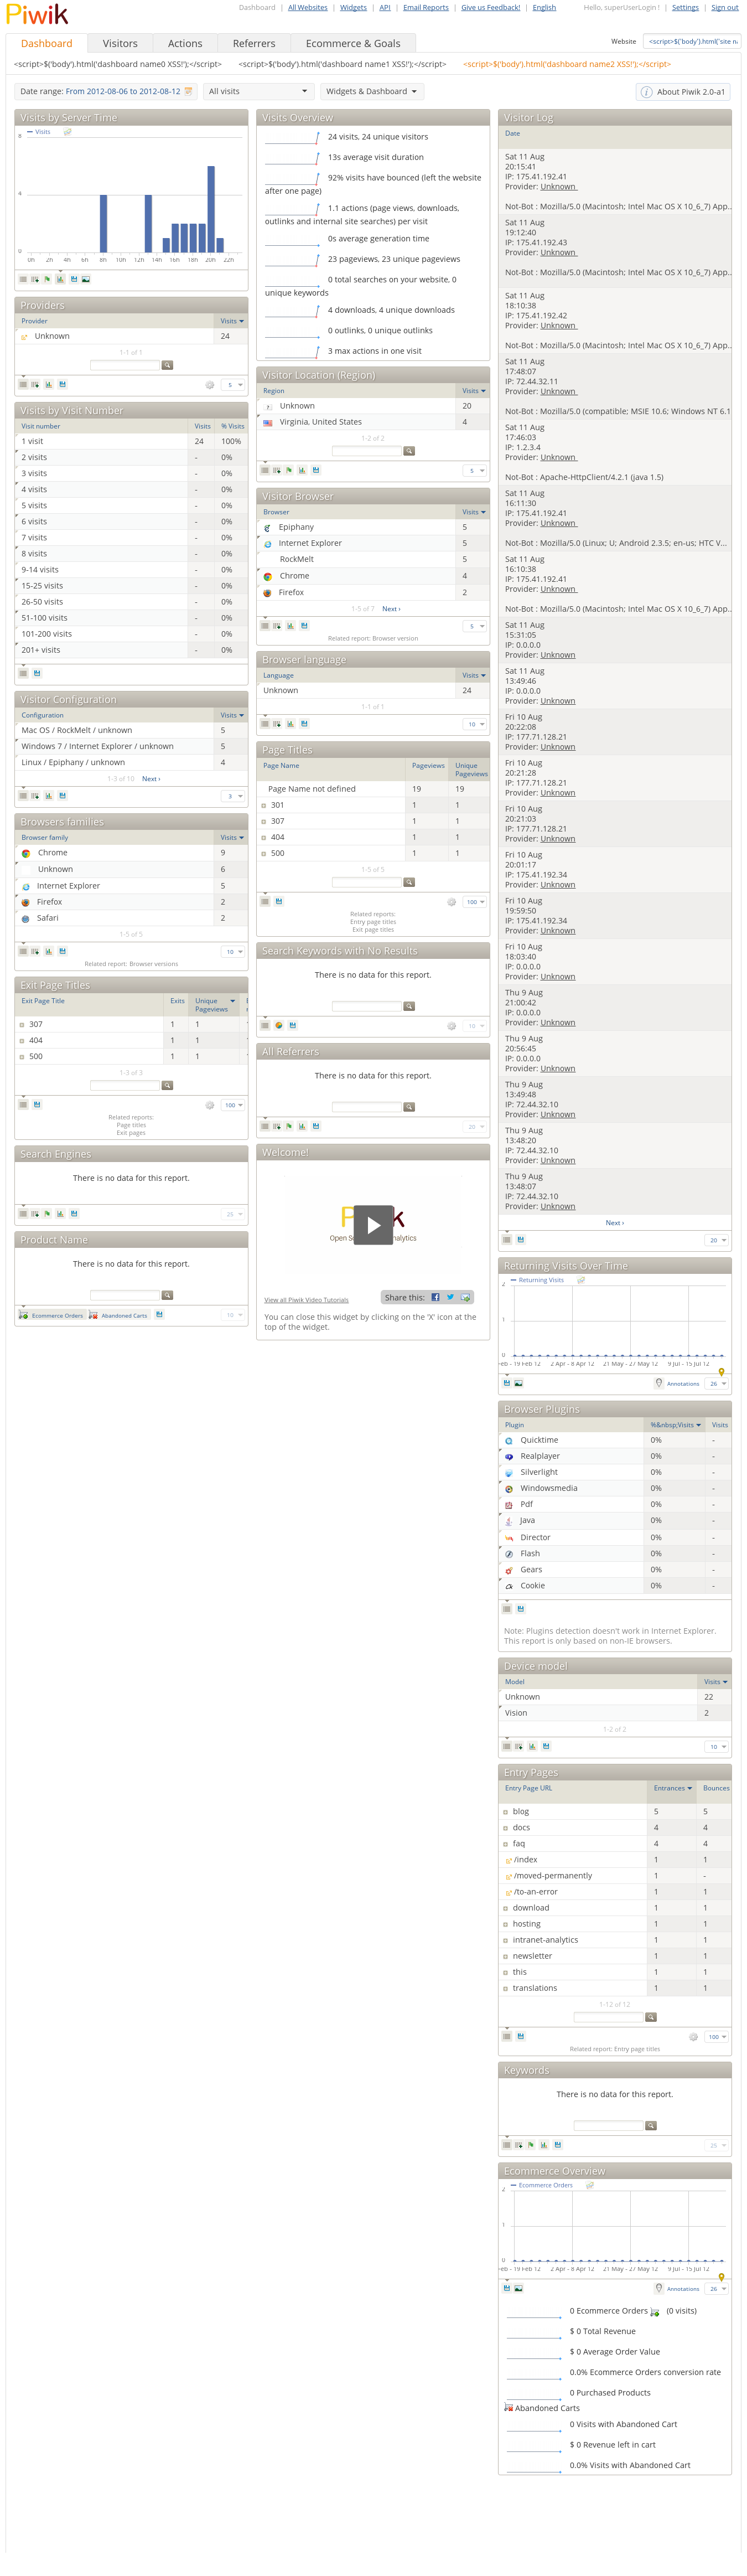 Piwik
Dashboard | All Websites | Widgets | API | Email Reports | Give us Feedback! | English
Hello, superUserLogin ! | Settings | Sign out
Dashboard Visitors Actions Referrers Ecommerce & Goals
Website <script>$('body').html('site n
<script>$('body').html('dashboard name0 XSS!');</script> <script>$('body').html('dashboard name1 XSS!');</script> <script>$('body').html('dashboard name2 XSS!');</script>
Date range: From 2012-08-06 to 2012-08-12 All visits Widgets & Dashboard About Piwik 2.0-a1
Visits by Server Time
Visits
8
4
0
0h 2h 4h 6h 8h 10h 12h 14h 16h 18h 20h 22h
Providers
Provider Visits
Unknown 24
1-1 of 1
5
Visits by Visit Number
Visit number Visits % Visits
1 visit 24 100%
2 visits - 0%
3 visits - 0%
4 visits - 0%
5 visits - 0%
6 visits - 0%
7 visits - 0%
8 visits - 0%
9-14 visits - 0%
15-25 visits - 0%
26-50 visits - 0%
51-100 visits - 0%
101-200 visits - 0%
201+ visits - 0%
Visitor Configuration
Configuration Visits
Mac OS / RockMelt / unknown 5
Windows 7 / Internet Explorer / unknown 5
Linux / Epiphany / unknown 4
1-3 of 10 Next ›
3
Browsers families
Browser family Visits
Chrome 9
Unknown 6
Internet Explorer 5
Firefox 2
Safari 2
1-5 of 5
10
Related report: Browser versions
Exit Page Titles
Exit Page Title Exits Unique Pageviews
307 1 1
404 1 1
500 1 1
1-3 of 3
100
Related reports:
Page titles
Exit pages
Search Engines
There is no data for this report.
25
Product Name
There is no data for this report.
Ecommerce Orders Abandoned Carts 10
Visits Overview
24 visits, 24 unique visitors
13s average visit duration
92% visits have bounced (left the website
after one page)
1.1 actions (page views, downloads,
outlinks and internal site searches) per visit
0s average generation time
23 pageviews, 23 unique pageviews
0 total searches on your website, 0
unique keywords
4 downloads, 4 unique downloads
0 outlinks, 0 unique outlinks
3 max actions in one visit
Visitor Location (Region)
Region Visits
Unknown 20
Virginia, United States 4
1-2 of 2
5
Visitor Browser
Browser Visits
Epiphany 5
Internet Explorer 5
RockMelt 5
Chrome 4
Firefox 2
1-5 of 7 Next ›
5
Related report: Browser version
Browser language
Language Visits
Unknown 24
1-1 of 1
10
Page Titles
Page Name Pageviews Unique Pageviews
Page Name not defined 19 19
301 1 1
307 1 1
404 1 1
500 1 1
1-5 of 5
100
Related reports:
Entry page titles
Exit page titles
Search Keywords with No Results
There is no data for this report.
10
All Referrers
There is no data for this report.
20
Welcome!
View all Piwik Video Tutorials Share this:
You can close this widget by clicking on the 'X' icon at the
top of the widget.
Visitor Log
Date
Sat 11 Aug
20:15:41
IP: 175.41.192.41
Provider: Unknown
Not-Bot : Mozilla/5.0 (Macintosh; Intel Mac OS X 10_6_7) App..
Sat 11 Aug
19:12:40
IP: 175.41.192.43
Provider: Unknown
Not-Bot : Mozilla/5.0 (Macintosh; Intel Mac OS X 10_6_7) App..
Sat 11 Aug
18:10:38
IP: 175.41.192.42
Provider: Unknown
Not-Bot : Mozilla/5.0 (Macintosh; Intel Mac OS X 10_6_7) App..
Sat 11 Aug
17:48:07
IP: 72.44.32.11
Provider: Unknown
Not-Bot : Mozilla/5.0 (compatible; MSIE 10.6; Windows NT 6.1
Sat 11 Aug
17:46:03
IP: 1.2.3.4
Provider: Unknown
Not-Bot : Apache-HttpClient/4.2.1 (java 1.5)
Sat 11 Aug
16:11:30
IP: 175.41.192.41
Provider: Unknown
Not-Bot : Mozilla/5.0 (Linux; U; Android 2.3.5; en-us; HTC V...
Sat 11 Aug
16:10:38
IP: 175.41.192.41
Provider: Unknown
Not-Bot : Mozilla/5.0 (Macintosh; Intel Mac OS X 10_6_7) App..
Sat 11 Aug
15:31:05
IP: 0.0.0.0
Provider: Unknown
Sat 11 Aug
13:49:46
IP: 0.0.0.0
Provider: Unknown
Fri 10 Aug
20:22:08
IP: 177.71.128.21
Provider: Unknown
Fri 10 Aug
20:21:28
IP: 177.71.128.21
Provider: Unknown
Fri 10 Aug
20:21:03
IP: 177.71.128.21
Provider: Unknown
Fri 10 Aug
20:01:17
IP: 175.41.192.34
Provider: Unknown
Fri 10 Aug
19:59:50
IP: 175.41.192.34
Provider: Unknown
Fri 10 Aug
18:03:40
IP: 0.0.0.0
Provider: Unknown
Thu 9 Aug
21:00:42
IP: 0.0.0.0
Provider: Unknown
Thu 9 Aug
20:56:45
IP: 0.0.0.0
Provider: Unknown
Thu 9 Aug
13:49:48
IP: 72.44.32.10
Provider: Unknown
Thu 9 Aug
13:48:20
IP: 72.44.32.10
Provider: Unknown
Thu 9 Aug
13:48:07
IP: 72.44.32.10
Provider: Unknown
Next ›
20
Returning Visits Over Time
Returning Visits
2
1
0
eb - 19 Feb 12 2 Apr - 8 Apr 12 21 May - 27 May 12 9 Jul - 15 Jul 12
Annotations 26
Browser Plugins
Plugin %&nbsp;Visits Visits
Quicktime 0% -
Realplayer 0% -
Silverlight 0% -
Windowsmedia 0% -
Pdf 0% -
Java 0% -
Director 0% -
Flash 0% -
Gears 0% -
Cookie 0% -
Note: Plugins detection doesn't work in Internet Explorer.
This report is only based on non-IE browsers.
Device model
Model Visits
Unknown 22
Vision 2
1-2 of 2
10
Entry Pages
Entry Page URL Entrances Bounces
blog 5 5
docs 4 4
faq 4 4
/index 1 1
/moved-permanently 1 -
/to-an-error 1 1
download 1 1
hosting 1 1
intranet-analytics 1 1
newsletter 1 1
this 1 1
translations 1 1
1-12 of 12
100
Related report: Entry page titles
Keywords
There is no data for this report.
25
Ecommerce Overview
Ecommerce Orders
2
1
0
eb - 19 Feb 12 2 Apr - 8 Apr 12 21 May - 27 May 12 9 Jul - 15 Jul 12
Annotations 26
0 Ecommerce Orders (0 visits)
$ 0 Total Revenue
$ 0 Average Order Value
0.0% Ecommerce Orders conversion rate
0 Purchased Products
Abandoned Carts
0 Visits with Abandoned Cart
$ 0 Revenue left in cart
0.0% Visits with Abandoned Cart